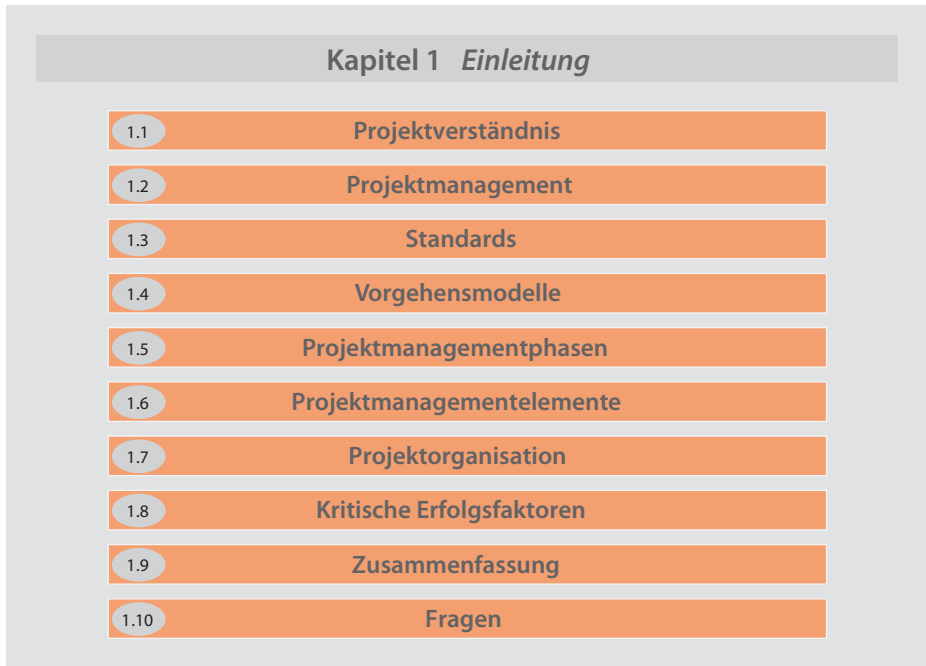 Kapitel 1 Einleitung
1.1 Projektverständnis
1.2 Projektmanagement
1.3 Standards
1.4 Vorgehensmodelle
1.5 Projektmanagementphasen
1.6 Projektmanagementelemente
1.7 Projektorganisation
1.8 Kritische Erfolgsfaktoren
1.9 Zusammenfassung
1.10 Fragen